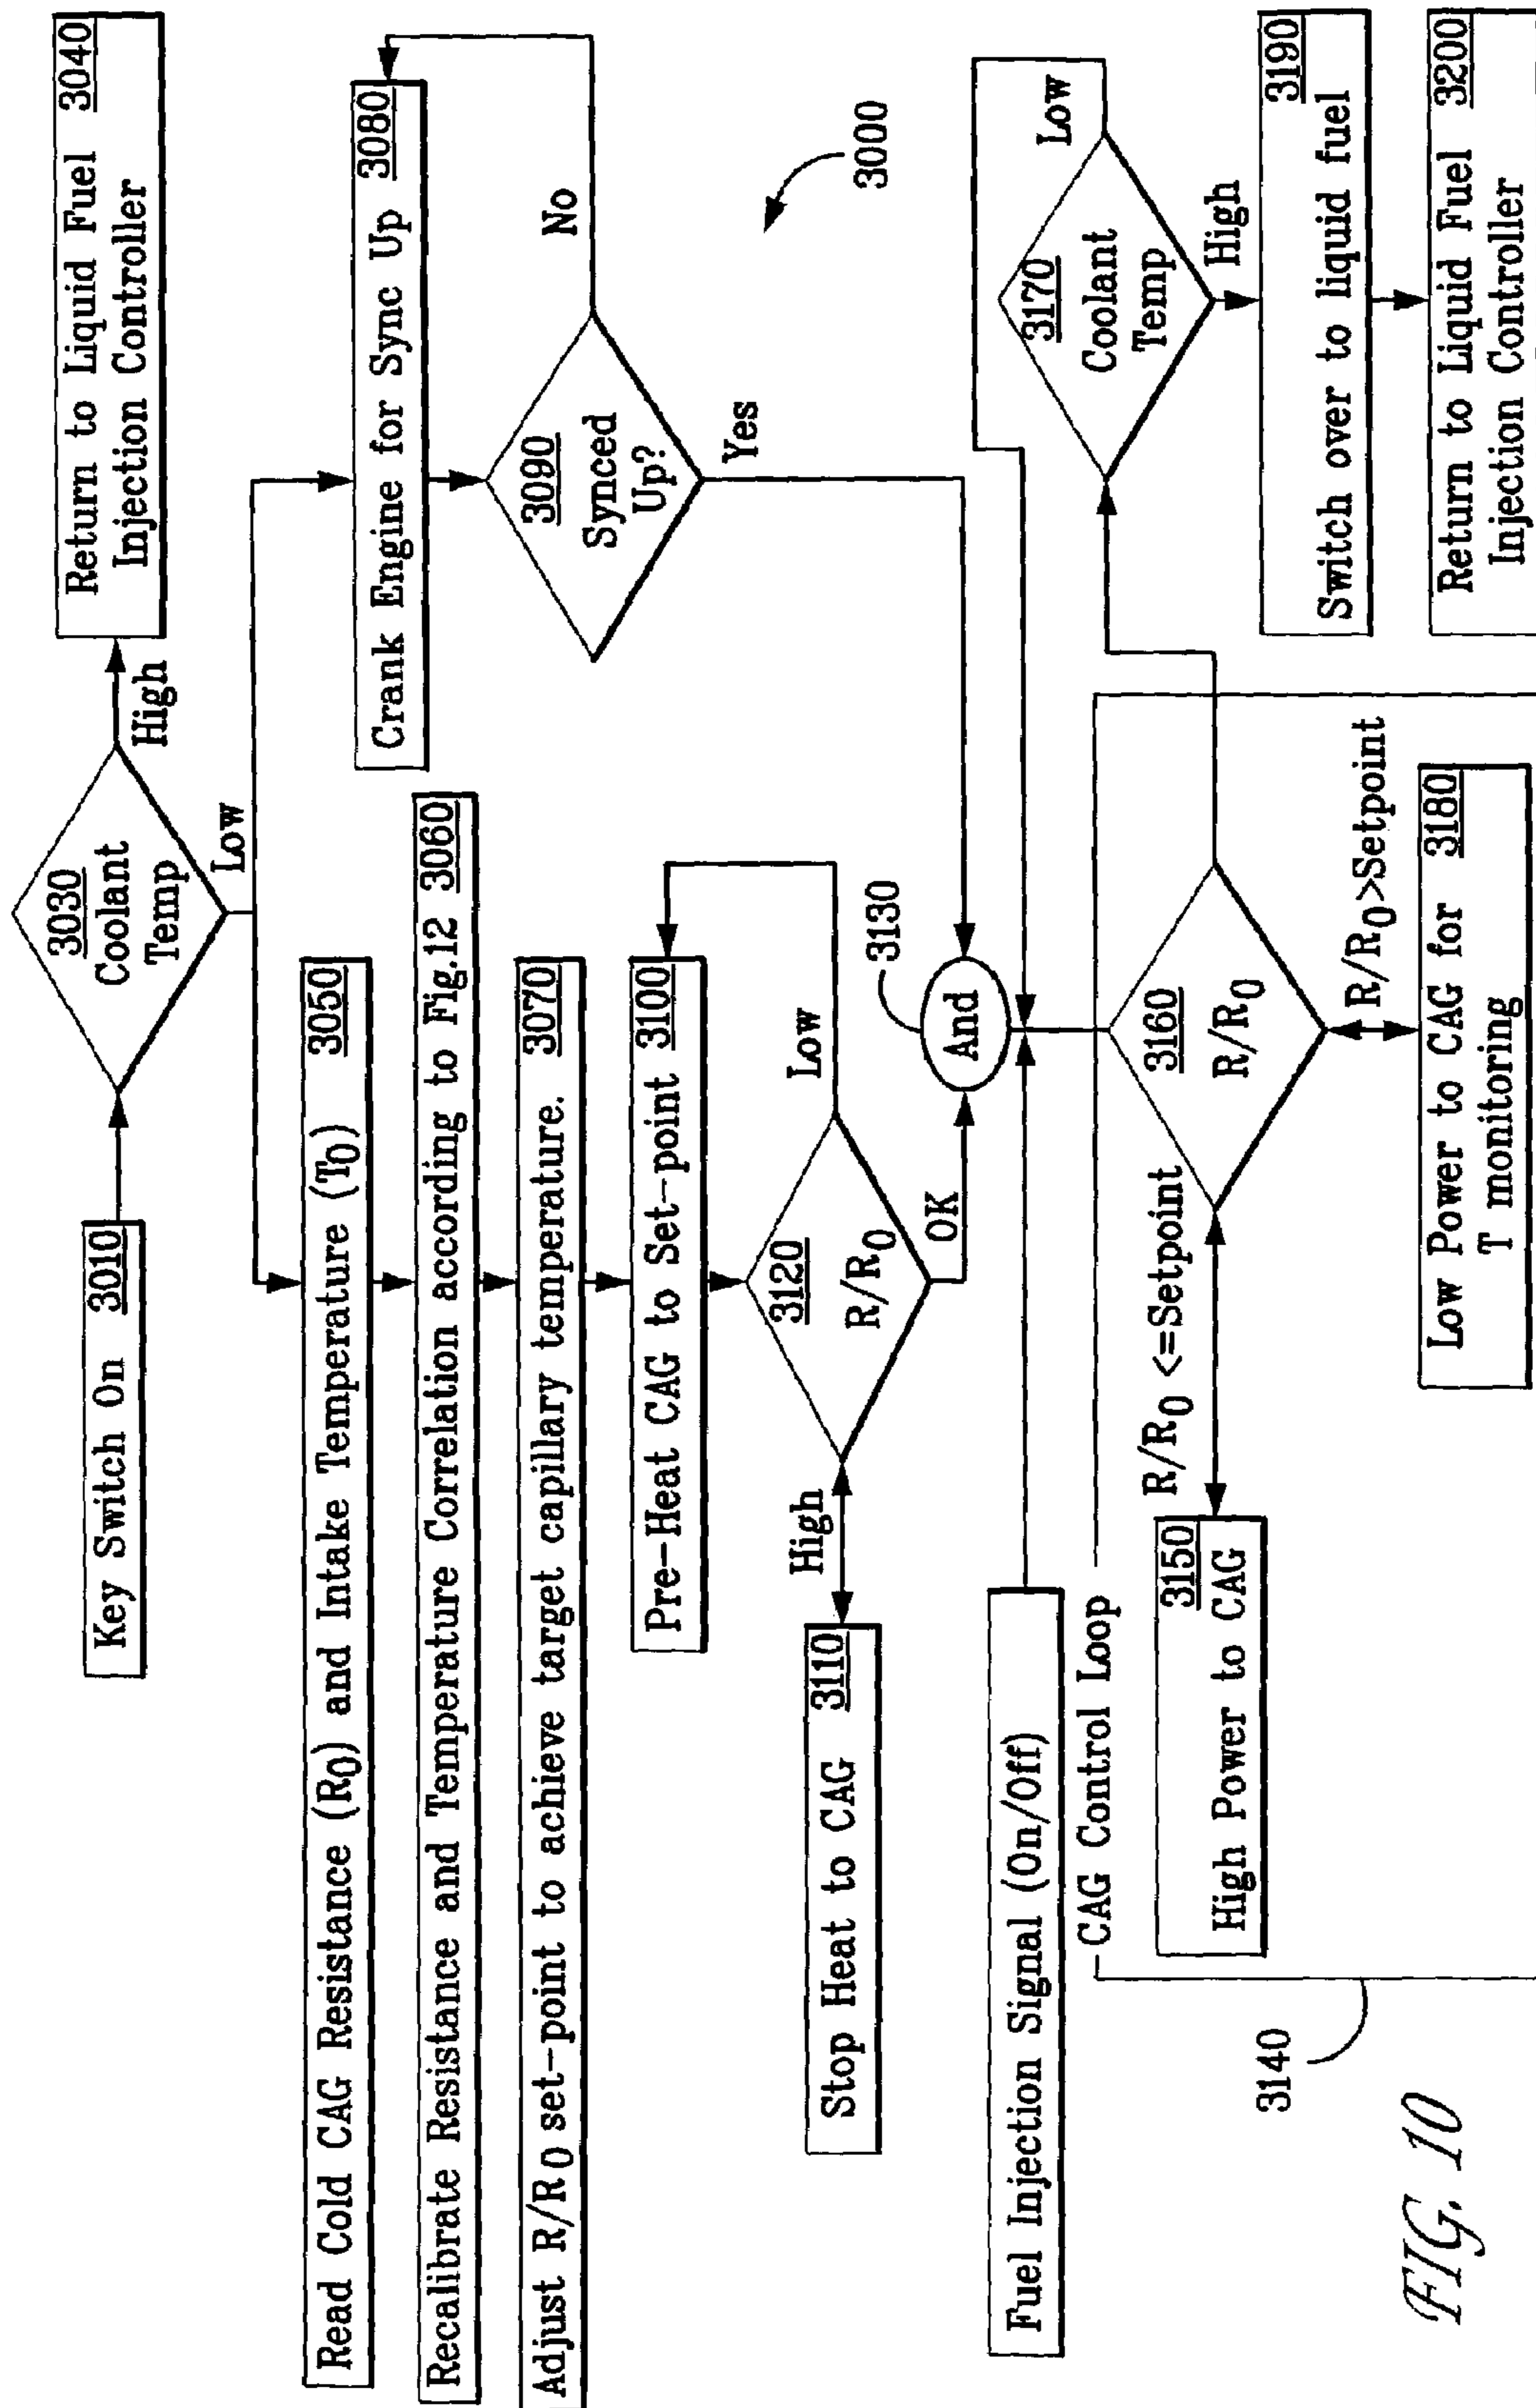 Key Switch On 3010
3030
Coolant
Temp
High
Return to Liquid Fuel 3040
Injection Controller
Low
Read Cold CAG Resistance (R0) and Intake Temperature (T0) 3050
Recalibrate Resistance and Temperature Correlation according to Fig.12 3060
Adjust R/R0 set-point to achieve target capillary temperature. 3070
Crank Engine for Sync Up 3080
3090
Synced
Up?
No
Yes
Pre-Heat CAG to Set-point 3100
Stop Heat to CAG 3110
High
3120
R/R0
Low
OK
3000
And
3130
Fuel Injection Signal (On/Off)
CAG Control Loop
3140
3150
High Power to CAG
R/R0 <=Setpoint
3160
R/R0
R/R0>Setpoint
Low Power to CAG for 3180
T monitoring
3170
Coolant
Temp
Low
High
3190
Switch over to liquid fuel
Return to Liquid Fuel 3200
Injection Controller
FIG. 10